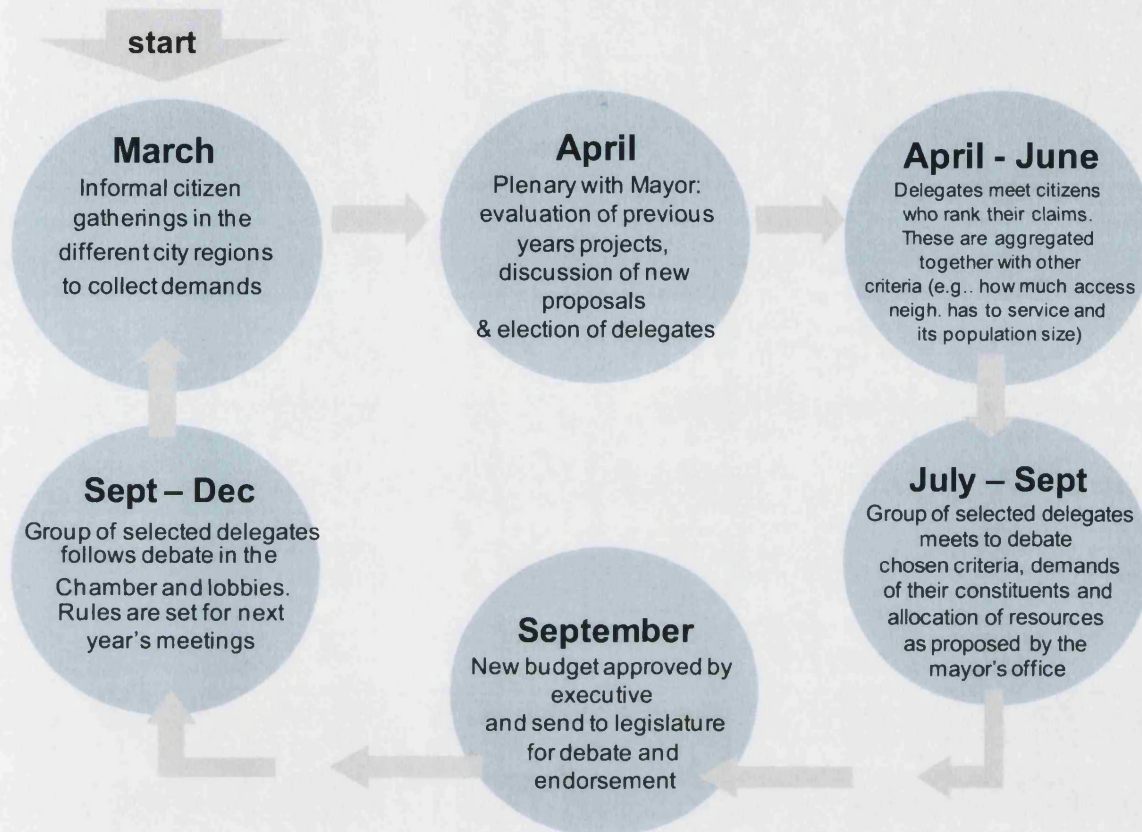 start
March
Informal citizen
gatherings in the
different city regions
to collect demands
April
Plenary with Mayor:
evaluation of previous
years projects,
discussion of new
proposals
& election of delegates
April - June
Delegates meet citizens
who rank their claims.
These are aggregated
together with other
criteria (e.g.. how much access
neigh. has to service and
its population size)
July – Sept
Group of selected delegates
meets to debate
chosen criteria, demands
of their constituents and
allocation of resources
as proposed by the
mayor's office
September
New budget approved by
executive
and send to legislature
for debate and
endorsement
Sept – Dec
Group of selected delegates
follows debate in the
Chamber and lobbies.
Rules are set for next
year's meetings